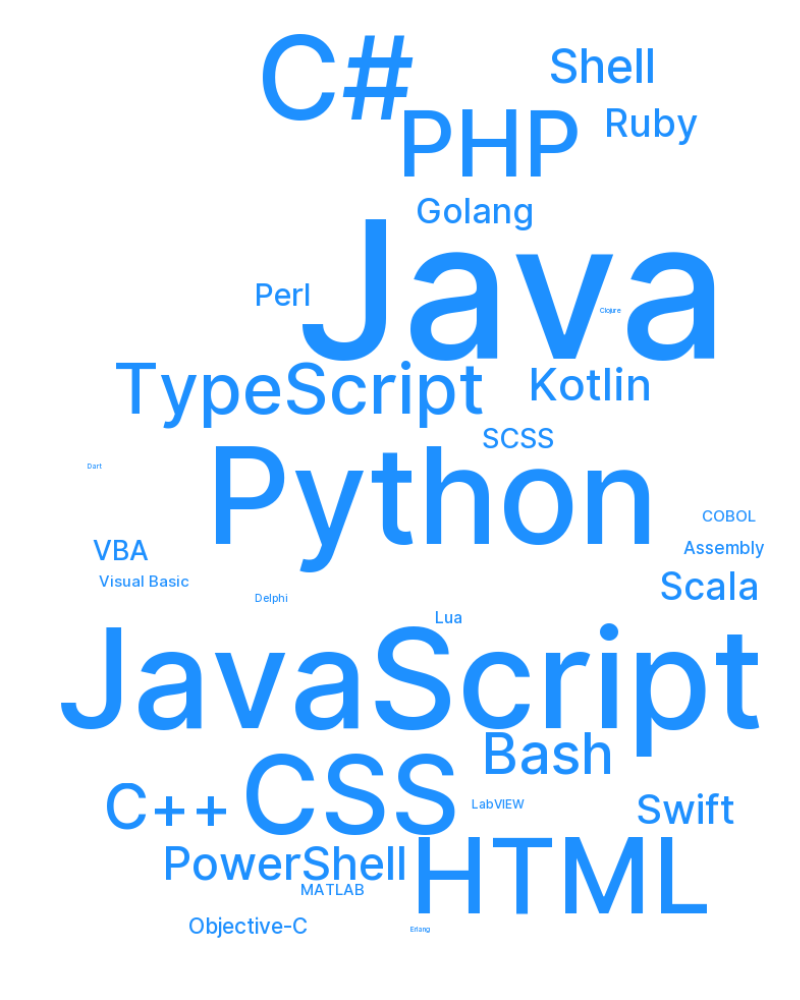 C#
Shell
PHP
Ruby
Golang
Java
Perl
Clojure
TypeScript
Kotlin
SCSS
Python
Dart
COBOL
VBA
Assembly
Visual Basic
Scala
Delphi
Lua
JavaScript
Bash
CSS
C++
LabVIEW
Swift
PowerShell
HTML
MATLAB
Objective-C
Erlang